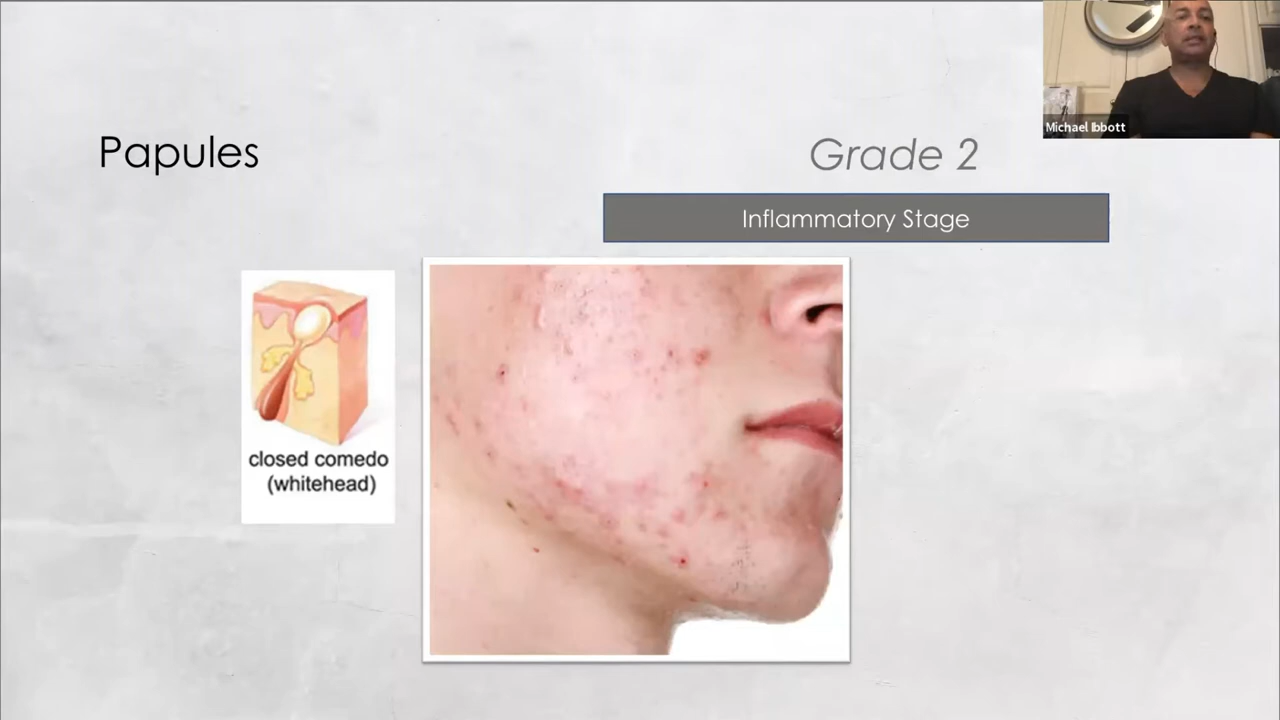 Papules
Grade 2
Inflammatory Stage
closed comedo
(whitehead)
Michael Ibbott